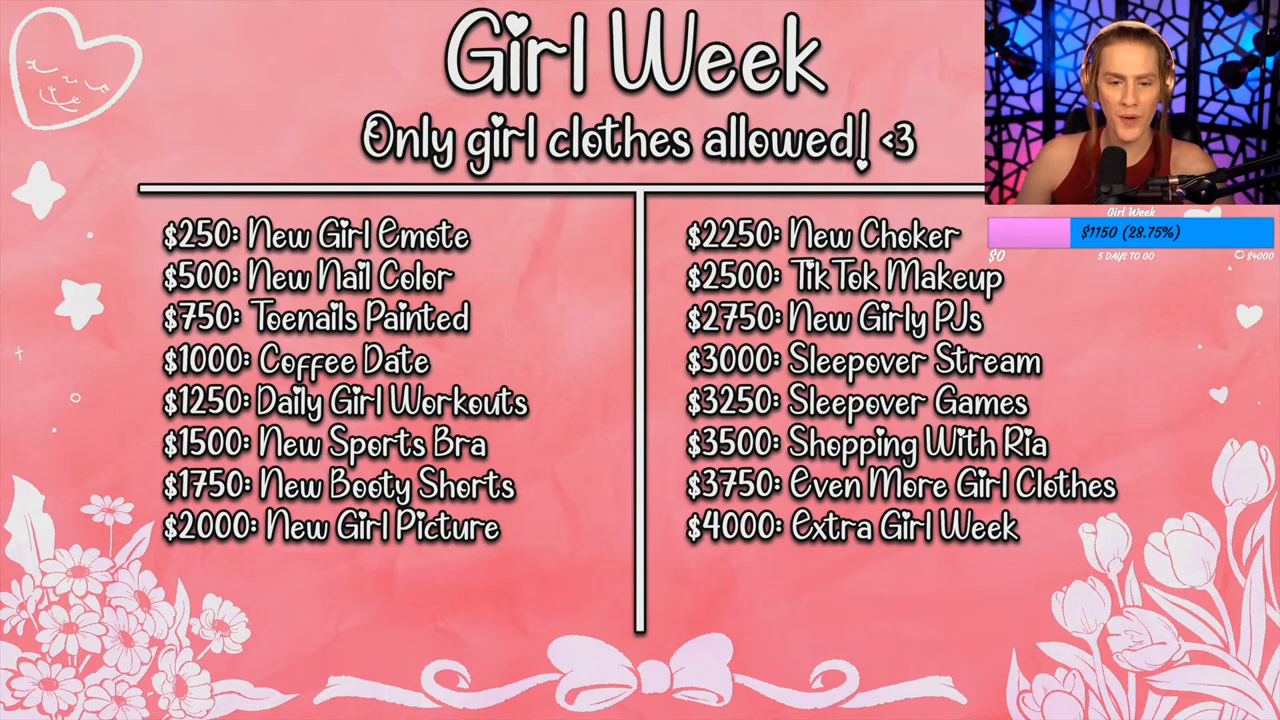 Girl Week
Only girl clothes allowed! <3
$250: New Girl Emote
$500: New Nail Color
$750: Toenails Painted
$1000: Coffee Date
$1250: Daily Girl Workouts
$1500: New Sports Bra
$1750: New Booty Shorts
$2000: New Girl Picture
$2250: New Choker
$2500: TikTok Makeup
$2750: New Girly PJs
$3000: Sleepover Stream
$3250: Sleepover Games
$3500: Shopping With Ria
$3750: Even More Girl Clothes
$4000: Extra Girl Week
Girl Week
$1150 (28.75%)
$0 5 DAYS TO GO $4000